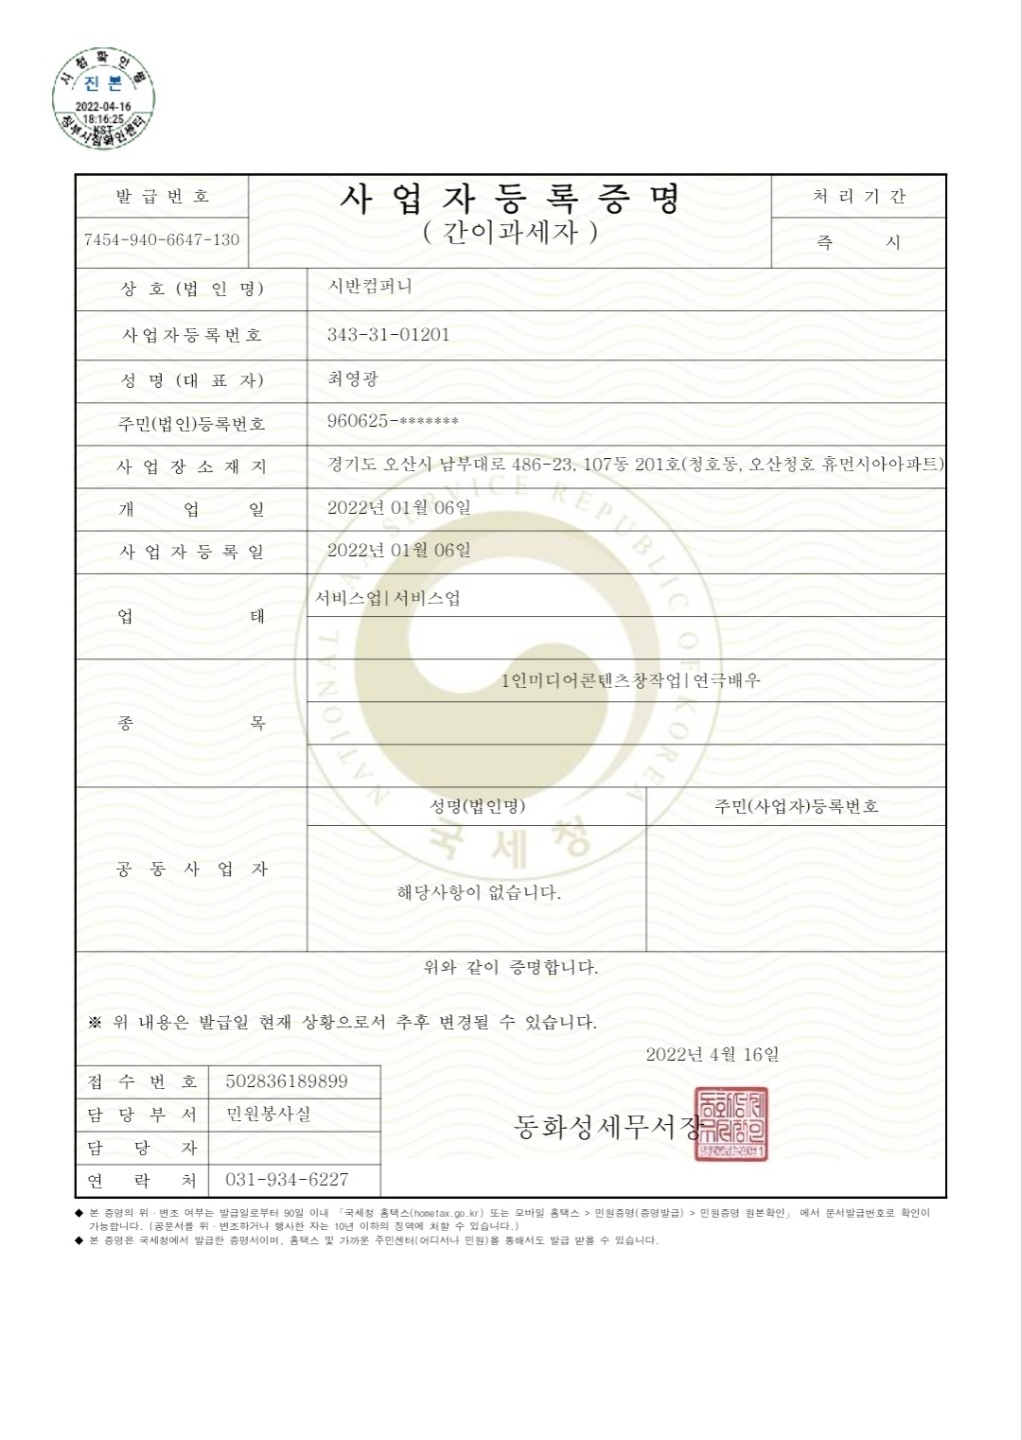 시점확인필
진 본
2022-04-16
18:16:25
KST
정부시점확인센터
발 급 번 호
사 업 자 등 록 증 명
처 리 기 간
7454-940-6647-130
( 간이과세자 )
즉 시
상 호 (법 인 명)
시반컴퍼니
사업자등록번호
343-31-01201
성 명 (대 표 자)
최영광
주민(법인)등록번호
960625-*******
사 업 장 소 재 지
경기도 오산시 남부대로 486-23, 107동 201호(청호동, 오산청호 휴먼시아아파트)
개 업 일
2022년 01월 06일
사 업 자 등 록 일
2022년 01월 06일
업 태
서비스업|서비스업
종 목
1인미디어콘텐츠창작업|연극배우
공 동 사 업 자
성명(법인명)
주민(사업자)등록번호
해당사항이 없습니다.
NATIONAL TAX SERVICE REPUBLIC OF KOREA
국세청
위와 같이 증명합니다.
※ 위 내용은 발급일 현재 상황으로서 추후 변경될 수 있습니다.
2022년 4월 16일
접 수 번 호
502836189899
담 당 부 서
민원봉사실
담 당 자
연 락 처
031-934-6227
동화성세무서장
◆ 본 증명의 위·변조 여부는 발급일로부터 90일 이내 「국세청 홈택스(hometax.go.kr) 또는 모바일 홈택스 > 민원증명(증명발급) > 민원증명 원본확인」 에서 문서발급번호로 확인이
가능합니다. (공문서를 위·변조하거나 행사한 자는 10년 이하의 징역에 처할 수 있습니다.)
◆ 본 증명은 국세청에서 발급한 증명서이며, 홈택스 및 가까운 주민센터(어디서나 민원)을 통해서도 발급 받을 수 있습니다.